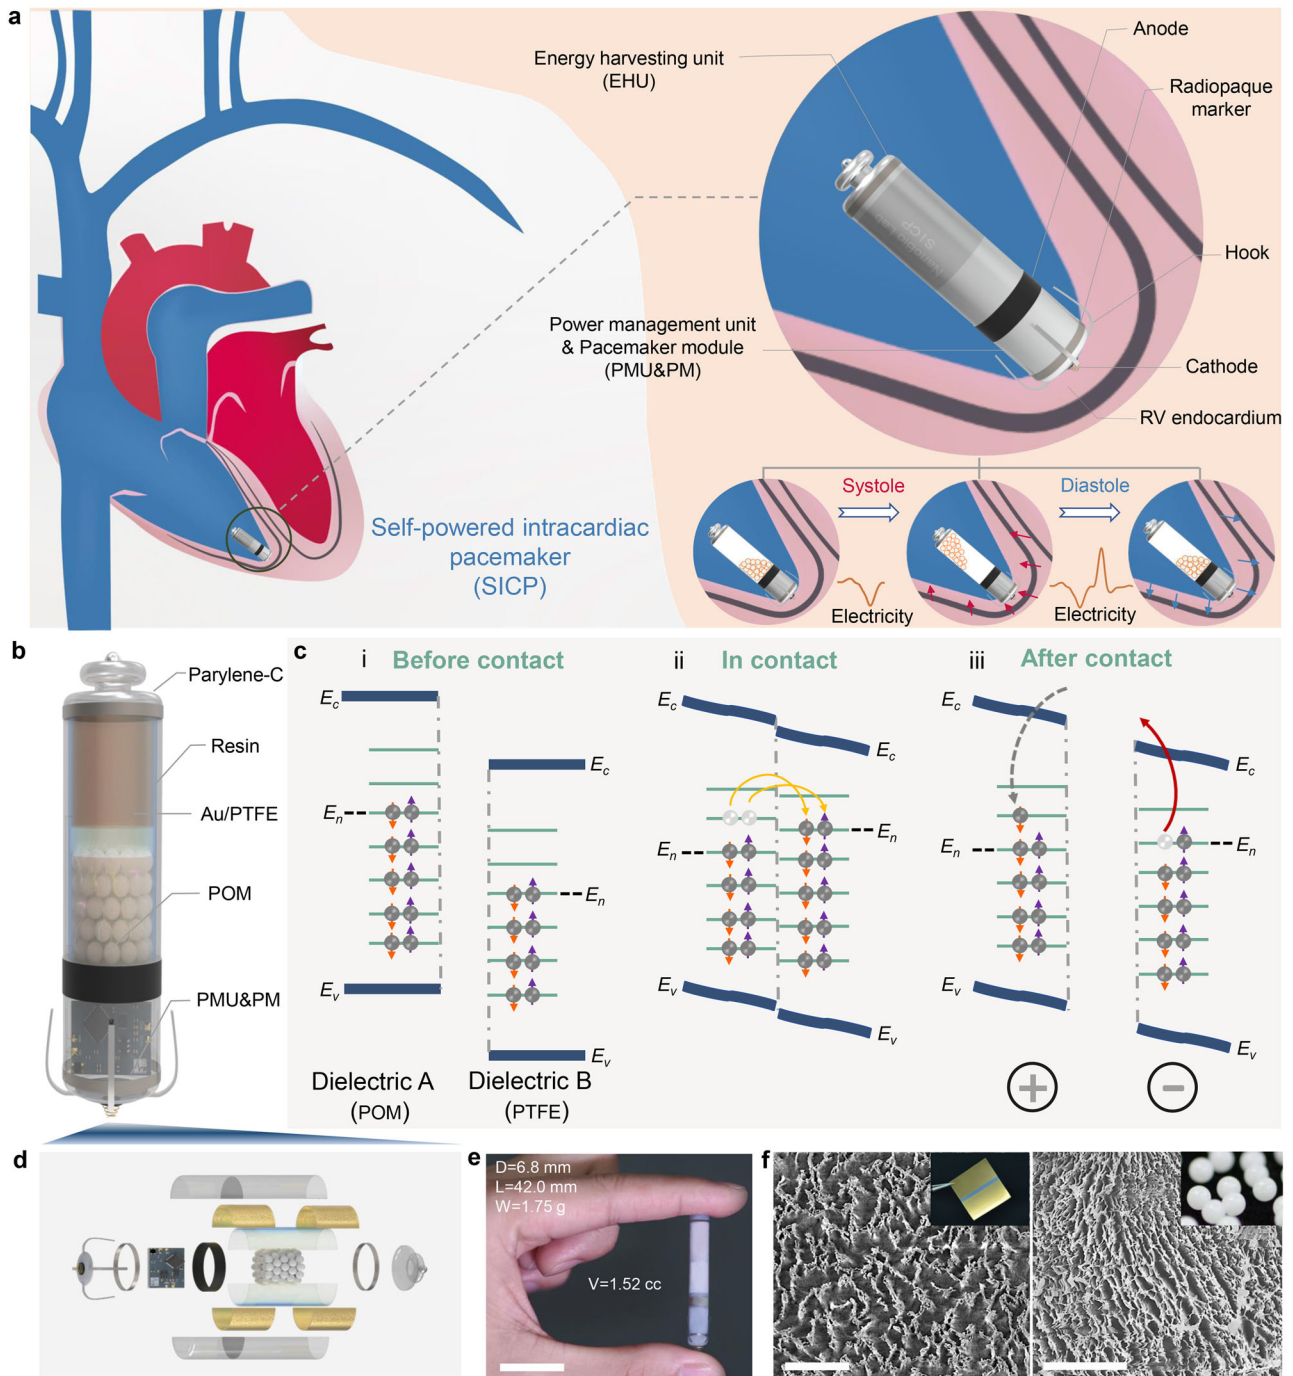 a
Energy harvesting unit
(EHU)
Anode
Radiopaque
marker
SICP
Hook
Power management unit
& Pacemaker module
(PMU&PM)
Cathode
RV endocardium
Self-powered intracardiac
pacemaker
(SICP)
Systole
Diastole
Electricity
Electricity
b
Parylene-C
Resin
Au/PTFE
POM
PMU&PM
c
i
Before contact
ii
In contact
iii
After contact
Ec
Ec
En
En
Ev
Ev
Dielectric A
(POM)
Dielectric B
(PTFE)
Ec
Ec
En
En
Ev
Ev
Ec
Ec
En
En
Ev
Ev
+
−
d
e
D=6.8 mm
L=42.0 mm
W=1.75 g
V=1.52 cc
f